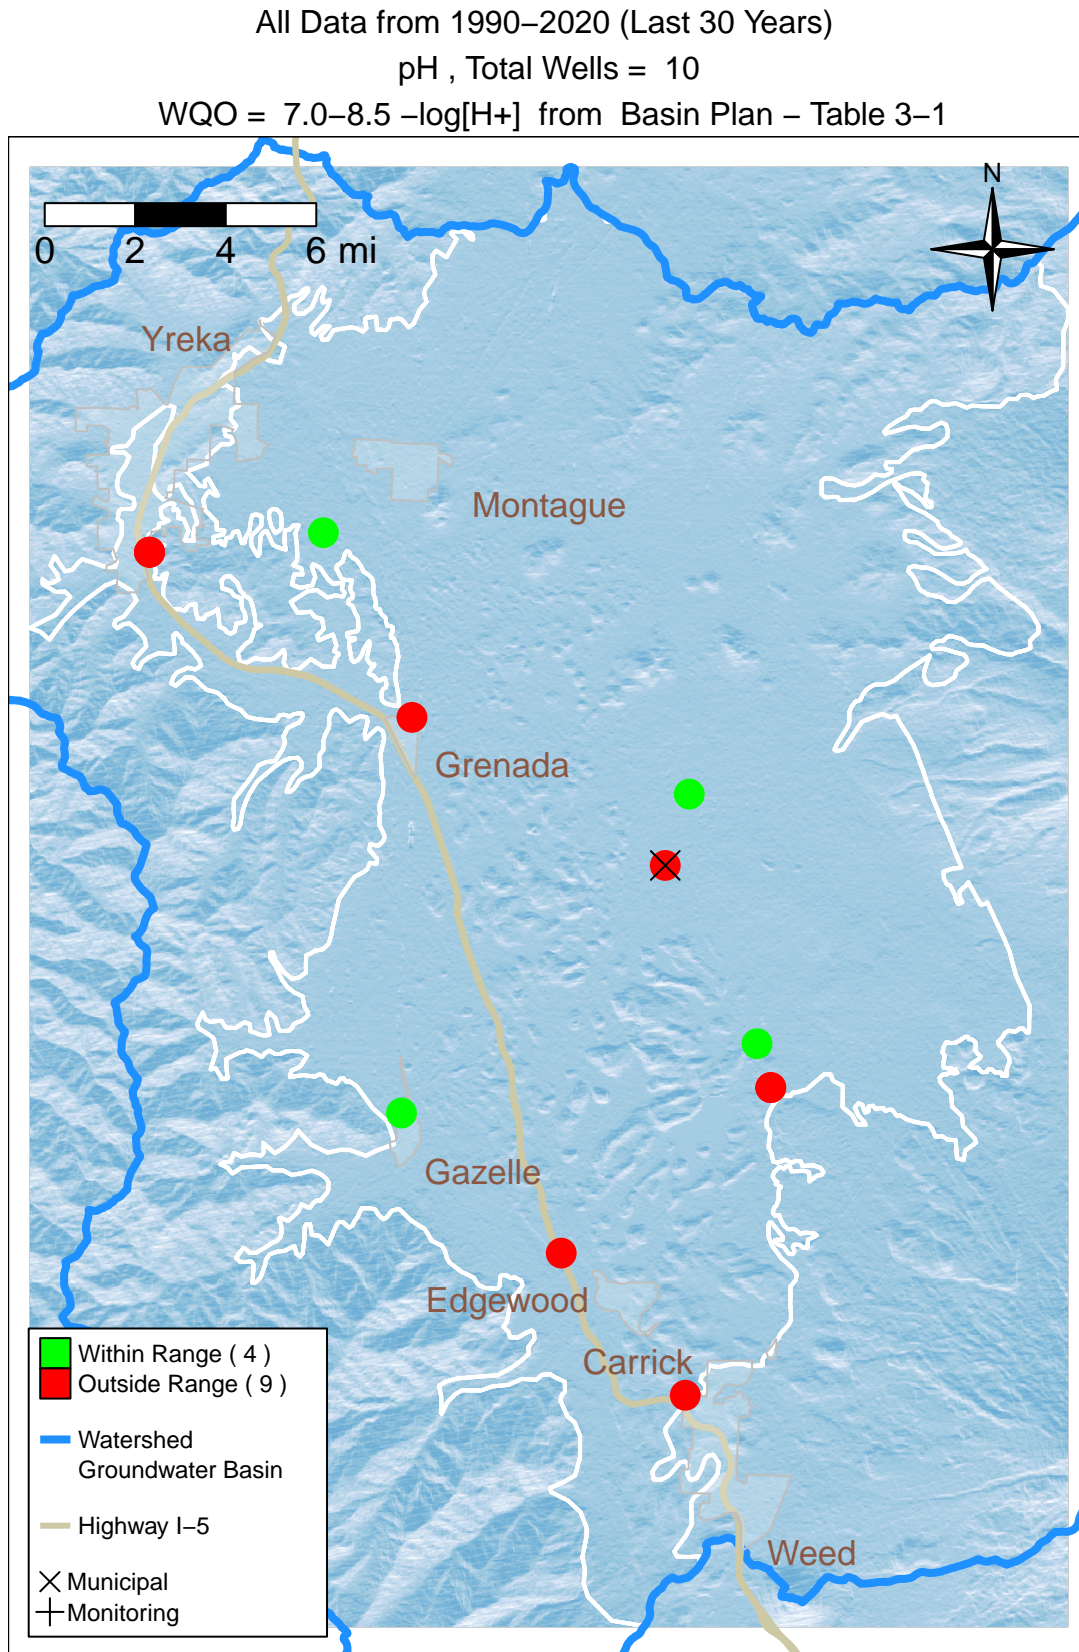 All Data from 1990−2020 (Last 30 Years)
pH , Total Wells =  10
WQO =  7.0−8.5 −log[H+]  from  Basin Plan − Table 3−1
N
0 2 4 6 mi
Yreka
Montague
Grenada
Gazelle
Edgewood
Carrick
Weed
Within Range ( 4 )
Outside Range ( 9 )
Watershed
Groundwater Basin
Highway I−5
Municipal
Monitoring